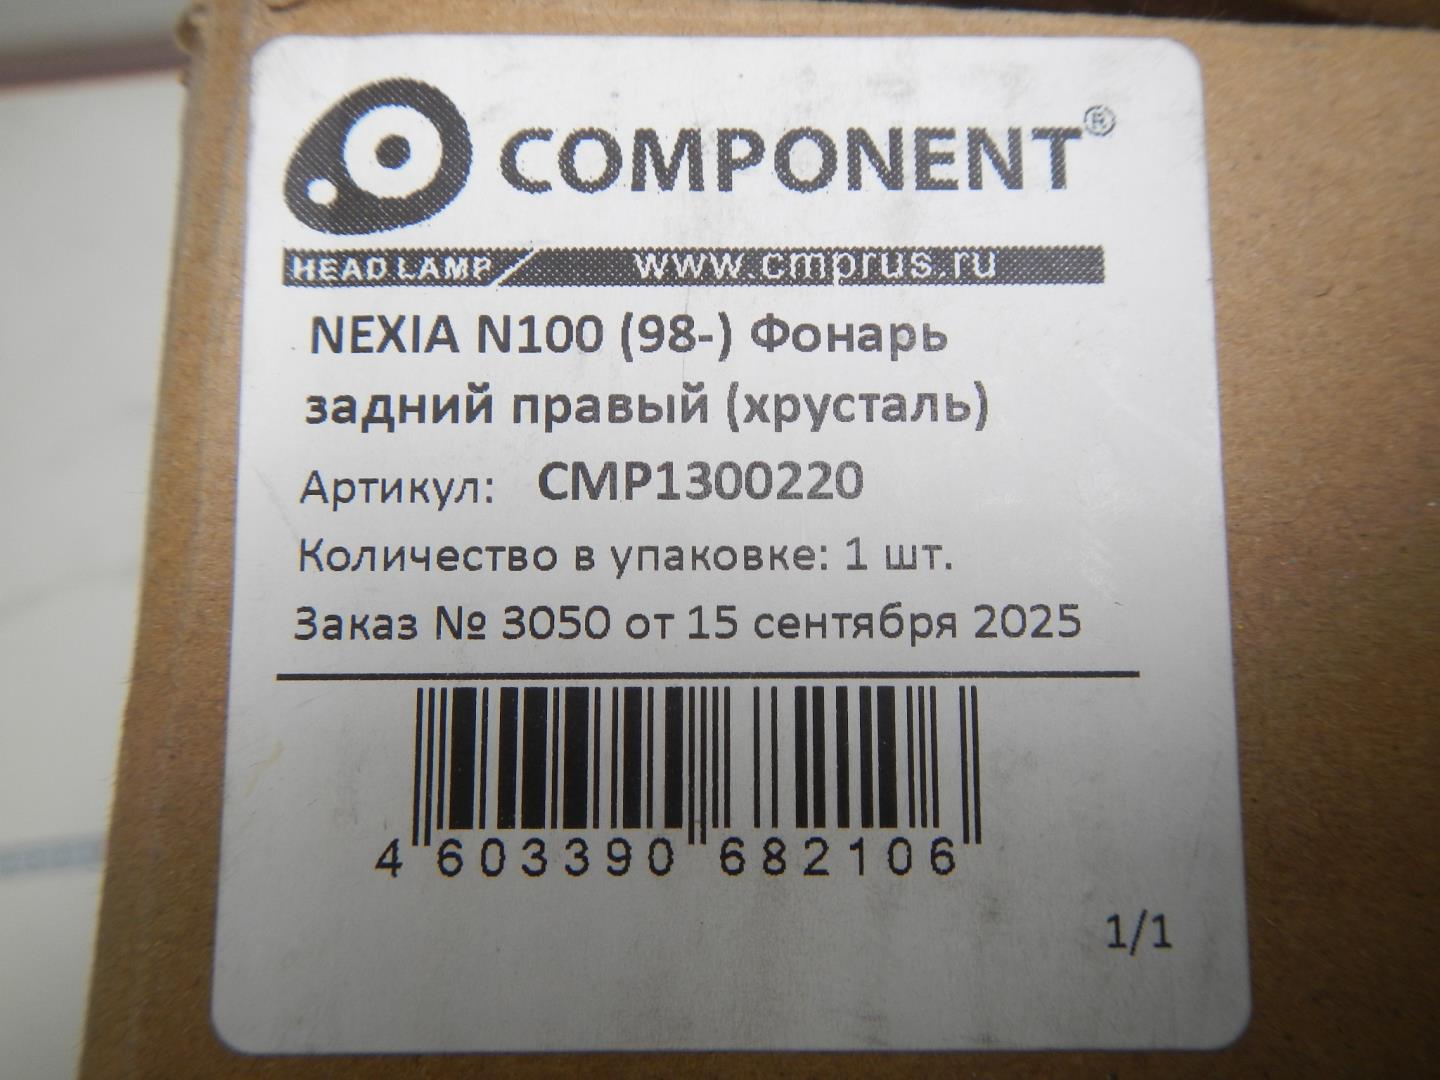 COMPONENT®
HEAD LAMP www.cmprus.ru
NEXIA N100 (98-) Фонарь
задний правый (хрусталь)
Артикул: CMP1300220
Количество в упаковке: 1 шт.
Заказ № 3050 от 15 сентября 2025
4 603390 682106
1/1